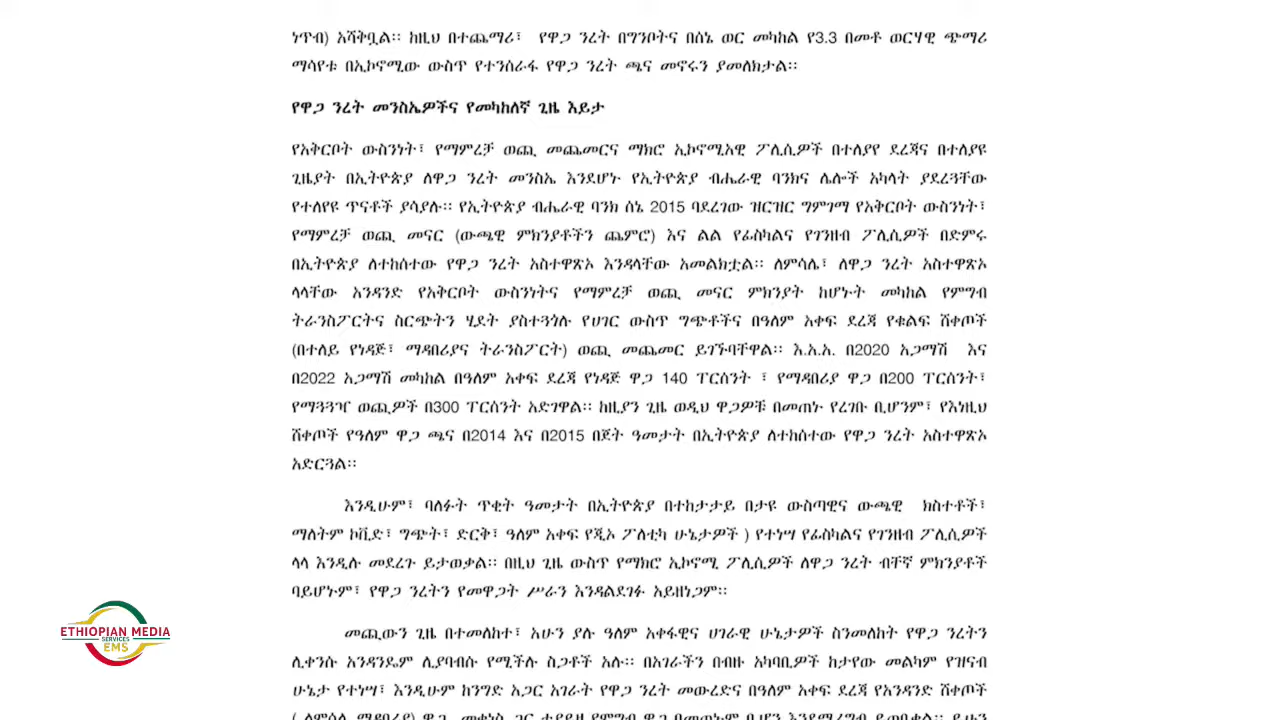 ነጥብ) አሻቅቧል፡፡ ከዚህ በተጨማሪ፣ የዋጋ ንረት በግንቦትና በሰኔ ወር መካከል የ3.3 በመቶ ወርሃዊ ጭማሪ
ማሳየቱ በኢኮኖሚው ውስጥ የተንሰራፋ የዋጋ ንረት ጫና መኖሩን ያመለክታል፡፡
የዋጋ ንረት መንስኤዎችና የመካከለኛ ጊዜ እይታ
የአቅርቦት ውስንነት፣ የማምረቻ ወጪ መጨመርና ማክሮ ኢኮኖሚአዊ ፖሊሲዎች በተለያየ ደረጃና በተለያዩ
ጊዜያት በኢትዮጵያ ለዋጋ ንረት መንስኤ እንደሆኑ የኢትዮጵያ ብሔራዊ ባንክና ሌሎች አካላት ያደረጓቸው
የተለየዩ ጥናቶች ያሳያሉ፡፡ የኢትዮጵያ ብሔራዊ ባንክ ሰኔ 2015 ባደረገው ዝርዝር ግምገማ የአቅርቦት ውስንነት፣
የማምረቻ ወጪ መናር (ውጫዊ ምክንያቶችን ጨምሮ) እና ልል የፊስካልና የገንዘብ ፖሊሲዎች በድምሩ
በኢትዮጵያ ለተከሰተው የዋጋ ንረት አስተዋጽኦ እንዳላቸው አመልክቷል፡፡ ለምሳሌ፣ ለዋጋ ንረት አስተዋጽኦ
ላላቸው አንዳንድ የአቅርቦት ውስንነትና የማምረቻ ወጪ መናር ምክንያት ከሆኑት መካከል የምግብ
ትራንስፖርትና ስርጭትን ሂደት ያስተጓጎሉ የሀገር ውስጥ ግጭቶችና በዓለም አቀፍ ደረጃ የቁልፍ ሸቀጦች
(በተለይ የነዳጅ፣ ማዳበሪያና ትራንስፖርት) ወጪ መጨመር ይገኙባቸዋል፡፡ እ.አ.አ. በ2020 አጋማሽ እና
በ2022 አጋማሽ መካከል በዓለም አቀፍ ደረጃ የነዳጅ ዋጋ 140 ፐርሰንት ፣ የማዳበሪያ ዋጋ በ200 ፐርሰንት፣
የማጓጓዣ ወጪዎች በ300 ፐርሰንት አድገዋል፡፡ ከዚያን ጊዜ ወዲህ ዋጋዎቹ በመጠኑ የረገቡ ቢሆንም፣ የእነዚህ
ሸቀጦች የዓለም ዋጋ ጫና በ2014 እና በ2015 በጀት ዓመታት በኢትዮጵያ ለተከሰተው የዋጋ ንረት አስተዋጽኦ
አድርጓል፡፡
እንዲሁም፣ ባለፉት ጥቂት ዓመታት በኢትዮጵያ በተከታታይ በታዩ ውስጣዊና ውጫዊ ክስተቶች፣
ማለትም ኮቪድ፣ ግጭት፣ ድርቅ፣ ዓለም አቀፍ የጂኦ ፖለቲካ ሁኔታዎች ) የተነሣ የፊስካልና የገንዘብ ፖሊሲዎች
ላላ እንዲሉ መደረጉ ይታወቃል፡፡ በዚህ ጊዜ ውስጥ የማክሮ ኢኮኖሚ ፖሊሲዎች ለዋጋ ንረት ብቸኛ ምክንያቶች
ባይሆኑም፣ የዋጋ ንረትን የመዋጋት ሥራን እንዳልደገፉ አይዘነጋም፡፡
መጪውን ጊዜ በተመለከተ፣ አሁን ያሉ ዓለም አቀፋዊና ሀገራዊ ሁኔታዎች ስንመለከት የዋጋ ንረትን
ሊቀንሱ አንዳንዴም ሊያባብሱ የሚችሉ ስጋቶች አሉ፡፡ በአገራችን በብዙ አካባቢዎች ከታየው መልካም የዝናብ
ሁኔታ የተነሣ፣ እንዲሁም ከንግድ አጋር አገራት የዋጋ ንረት መውረድና በዓለም አቀፍ ደረጃ የአንዳንድ ሸቀጦች
ETHIOPIAN MEDIA
SERVICES
EMS